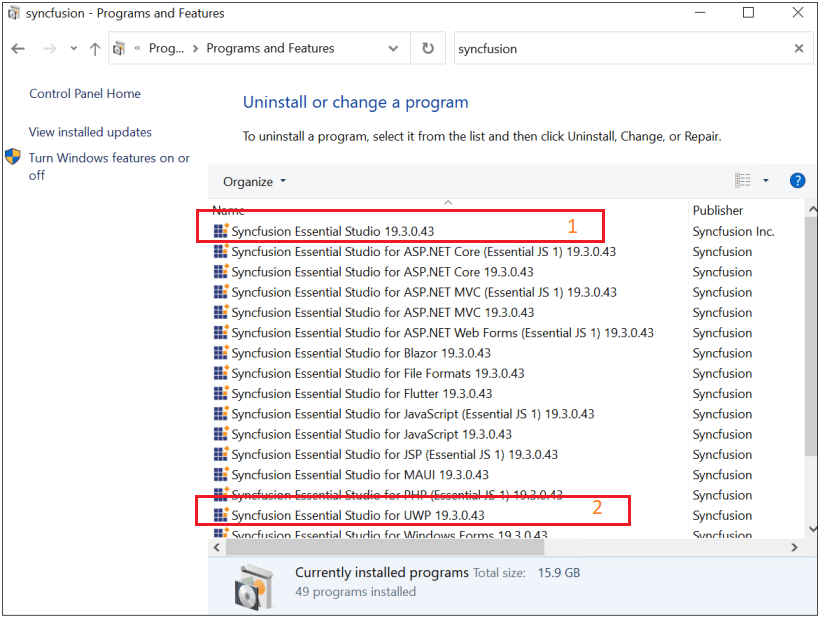 syncfusion - Programs and Features
« Prog... > Programs and Features
syncfusion
Control Panel Home
View installed updates
Turn Windows features on or
off
Uninstall or change a program
To uninstall a program, select it from the list and then click Uninstall, Change, or Repair.
Organize
Name Publisher
Syncfusion Essential Studio 19.3.0.43 1 Syncfusion Inc.
Syncfusion Essential Studio for ASP.NET Core (Essential JS 1) 19.3.0.43 Syncfusion
Syncfusion Essential Studio for ASP.NET Core 19.3.0.43 Syncfusion
Syncfusion Essential Studio for ASP.NET MVC (Essential JS 1) 19.3.0.43 Syncfusion
Syncfusion Essential Studio for ASP.NET MVC 19.3.0.43 Syncfusion
Syncfusion Essential Studio for ASP.NET Web Forms (Essential JS 1) 19.3.0.43 Syncfusion
Syncfusion Essential Studio for Blazor 19.3.0.43 Syncfusion
Syncfusion Essential Studio for File Formats 19.3.0.43 Syncfusion
Syncfusion Essential Studio for Flutter 19.3.0.43 Syncfusion
Syncfusion Essential Studio for JavaScript (Essential JS 1) 19.3.0.43 Syncfusion
Syncfusion Essential Studio for JavaScript 19.3.0.43 Syncfusion
Syncfusion Essential Studio for JSP (Essential JS 1) 19.3.0.43 Syncfusion
Syncfusion Essential Studio for MAUI 19.3.0.43 Syncfusion
Syncfusion Essential Studio for PHP (Essential JS 1) 19.3.0.43 Syncfusion
Syncfusion Essential Studio for UWP 19.3.0.43 2 Syncfusion
Syncfusion Essential Studio for Windows Forms 19.3.0.43 Syncfusion
Currently installed programs Total size: 15.9 GB
49 programs installed